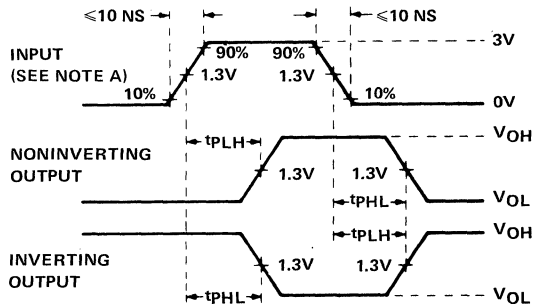 ≤10 NS ≤10 NS
INPUT
(SEE NOTE A)
90% 90% 3V
1.3V 1.3V
10% 10% 0V
tPLH VOH
NONINVERTING
OUTPUT
1.3V 1.3V
tPHL VOL
tPLH VOH
INVERTING
OUTPUT
1.3V 1.3V
tPHL VOL